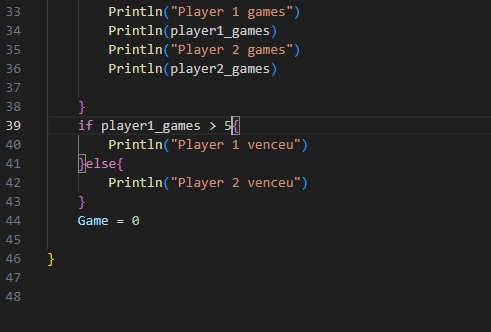 33 Println("Player 1 games")
34 Println(player1_games)
35 Println("Player 2 games")
36 Println(player2_games)
37
38 }
39 if player1_games > 5{
40 Println("Player 1 venceu")
41 }else{
42 Println("Player 2 venceu")
43 }
44 Game = 0
45
46 }
47
48